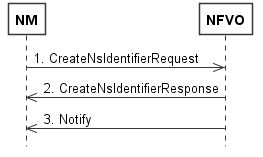 NM NFVO
1. CreateNsIdentifierRequest
2. CreateNsIdentifierResponse
3. Notify